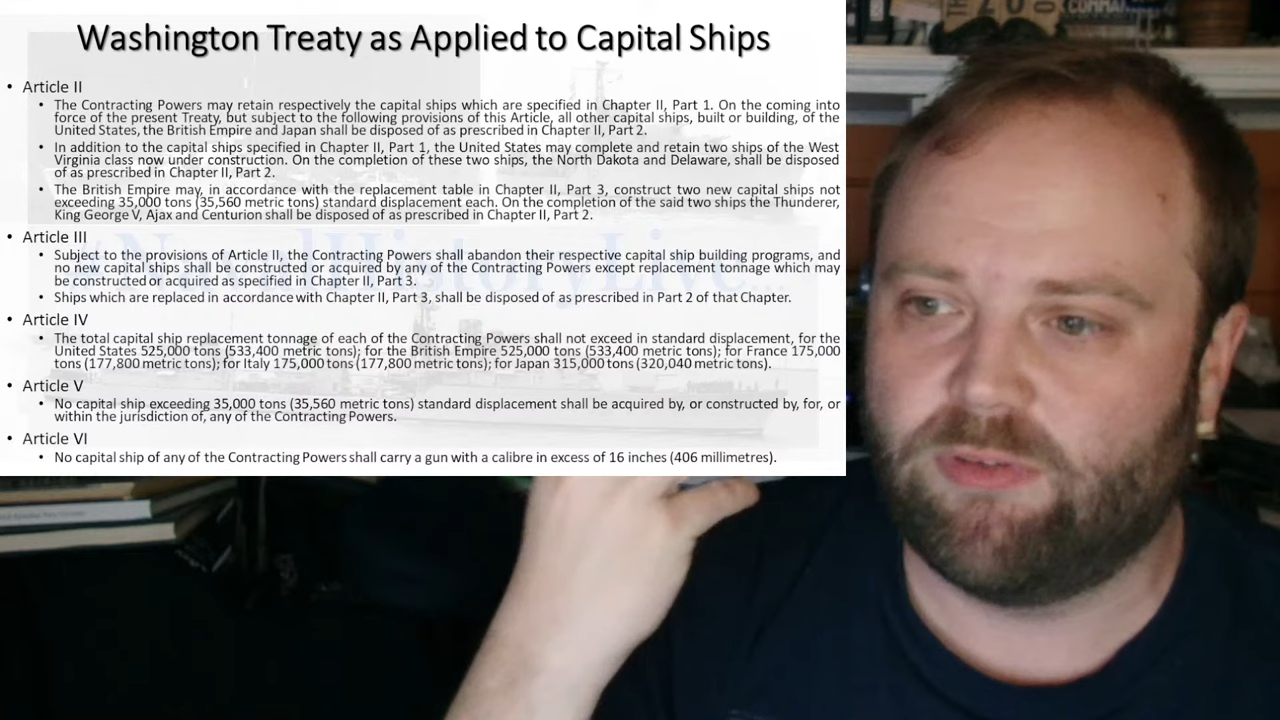 Washington Treaty as Applied to Capital Ships
• Article II
• The Contracting Powers may retain respectively the capital ships which are specified in Chapter II, Part 1. On the coming into
force of the present Treaty, but subject to the following provisions of this Article, all other capital ships, built or building, of the
United States, the British Empire and Japan shall be disposed of as prescribed in Chapter II, Part 2.
• In addition to the capital ships specified in Chapter II, Part 1, the United States may complete and retain two ships of the West
Virginia class now under construction. On the completion of these two ships, the North Dakota and Delaware, shall be disposed
of as prescribed in Chapter II, Part 2.
• The British Empire may, in accordance with the replacement table in Chapter II, Part 3, construct two new capital ships not
exceeding 35,000 tons (35,560 metric tons) standard displacement each. On the completion of the said two ships the Thunderer,
King George V, Ajax and Centurion shall be disposed of as prescribed in Chapter II, Part 2.
• Article III
• Subject to the provisions of Article II, the Contracting Powers shall abandon their respective capital ship building programs, and
no new capital ships shall be constructed or acquired by any of the Contracting Powers except replacement tonnage which may
be constructed or acquired as specified in Chapter II, Part 3.
• Ships which are replaced in accordance with Chapter II, Part 3, shall be disposed of as prescribed in Part 2 of that Chapter.
• Article IV
• The total capital ship replacement tonnage of each of the Contracting Powers shall not exceed in standard displacement, for the
United States 525,000 tons (533,400 metric tons); for the British Empire 525,000 tons (533,400 metric tons); for France 175,000
tons (177,800 metric tons); for Italy 175,000 tons (177,800 metric tons); for Japan 315,000 tons (320,040 metric tons).
• Article V
• No capital ship exceeding 35,000 tons (35,560 metric tons) standard displacement shall be acquired by, or constructed by, for, or
within the jurisdiction of, any of the Contracting Powers.
• Article VI
• No capital ship of any of the Contracting Powers shall carry a gun with a calibre in excess of 16 inches (406 millimetres).